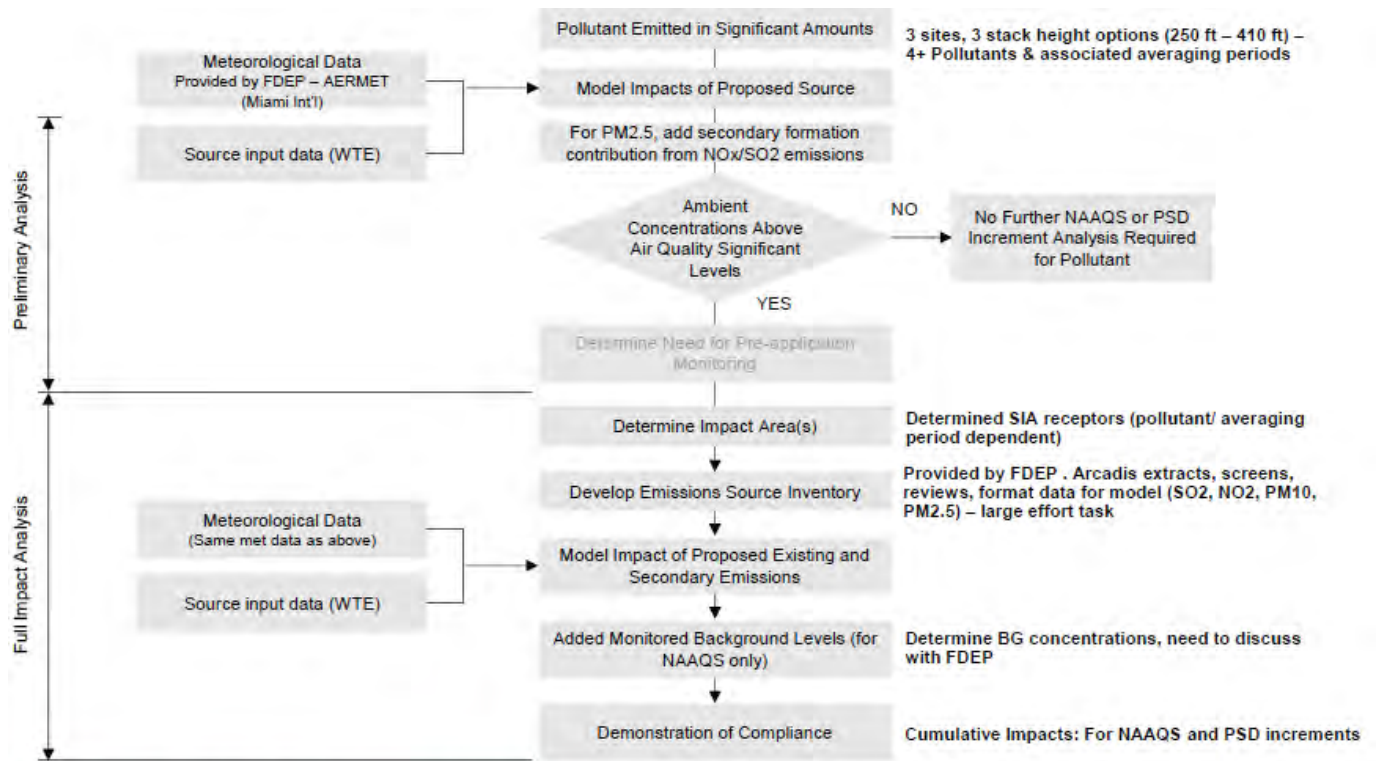 Pollutant Emitted in Significant Amounts
3 sites, 3 stack height options (250 ft – 410 ft) –
4+ Pollutants & associated averaging periods
Meteorological Data
Provided by FDEP – AERMET
(Miami Int'l)
Model Impacts of Proposed Source
Source input data (WTE)
For PM2.5, add secondary formation
contribution from NOx/SO2 emissions
Ambient
Concentrations Above
Air Quality Significant
Levels
NO
No Further NAAQS or PSD
Increment Analysis Required
for Pollutant
YES
Determine Need for Pre-application
Monitoring
Preliminary Analysis
Determine Impact Area(s)
Determined SIA receptors (pollutant/ averaging
period dependent)
Develop Emissions Source Inventory
Provided by FDEP . Arcadis extracts, screens,
reviews, format data for model (SO2, NO2, PM10,
PM2.5) – large effort task
Meteorological Data
(Same met data as above)
Source input data (WTE)
Model Impact of Proposed Existing and
Secondary Emissions
Added Monitored Background Levels (for
NAAQS only)
Determine BG concentrations, need to discuss
with FDEP
Demonstration of Compliance
Cumulative Impacts: For NAAQS and PSD increments
Full Impact Analysis